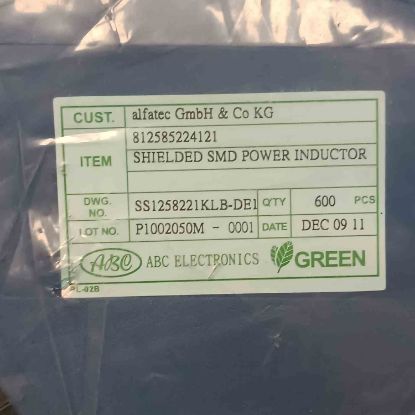 CUST. alfatec GmbH & Co KG
812585224121
ITEM SHIELDED SMD POWER INDUCTOR
DWG. NO. SS1258221KLB-DE1 Q'TY 600 PCS
LOT NO. P1002050M - 0001 DATE DEC 09 11
ABC ABC ELECTRONICS GREEN
PL-02B